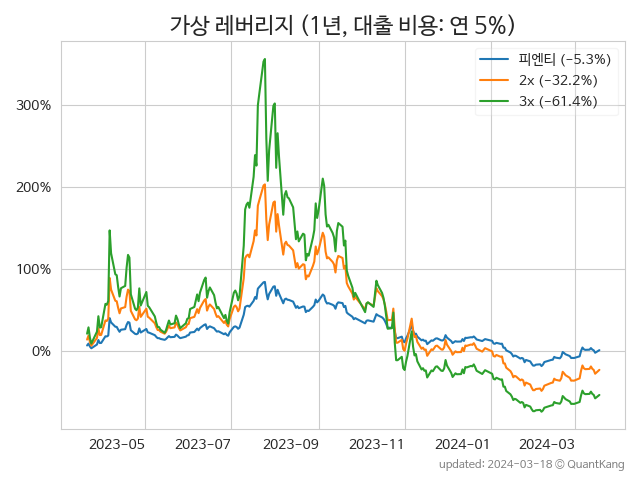 가상 레버리지 (1년, 대출 비용: 연 5%)
피엔티 (-5.3%)
2x (-32.2%)
3x (-61.4%)
300%
200%
100%
0%
2023-05 2023-07 2023-09 2023-11 2024-01 2024-03
updated: 2024-03-18 © QuantKang